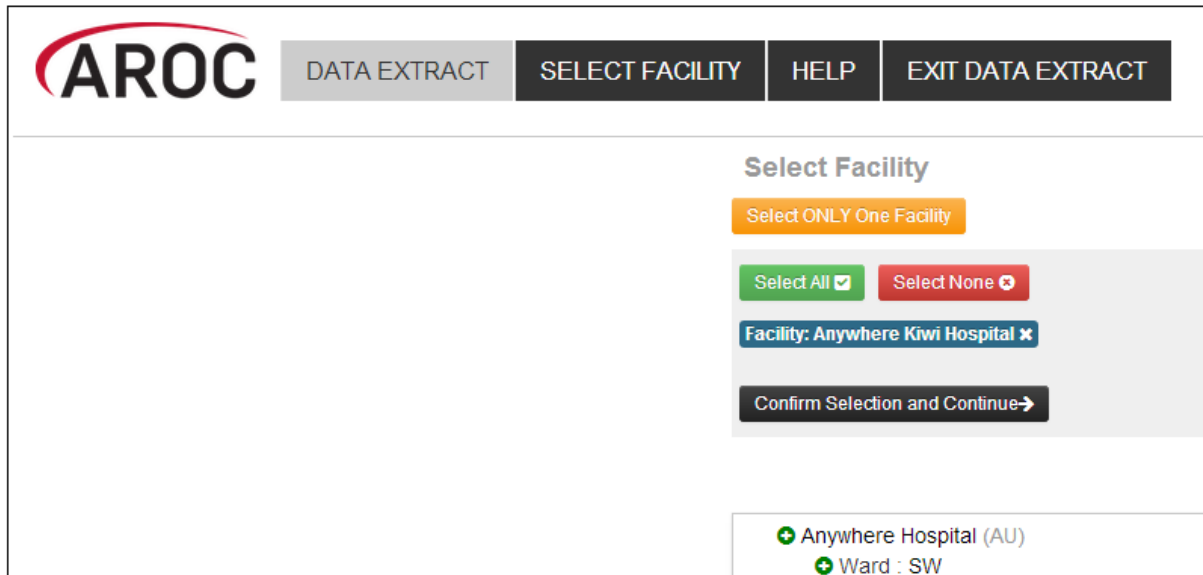 AROC DATA EXTRACT SELECT FACILITY HELP EXIT DATA EXTRACT
Select Facility
Select ONLY One Facility
Select All Select None
Facility: Anywhere Kiwi Hospital ×
Confirm Selection and Continue→
Anywhere Hospital (AU)
Ward : SW